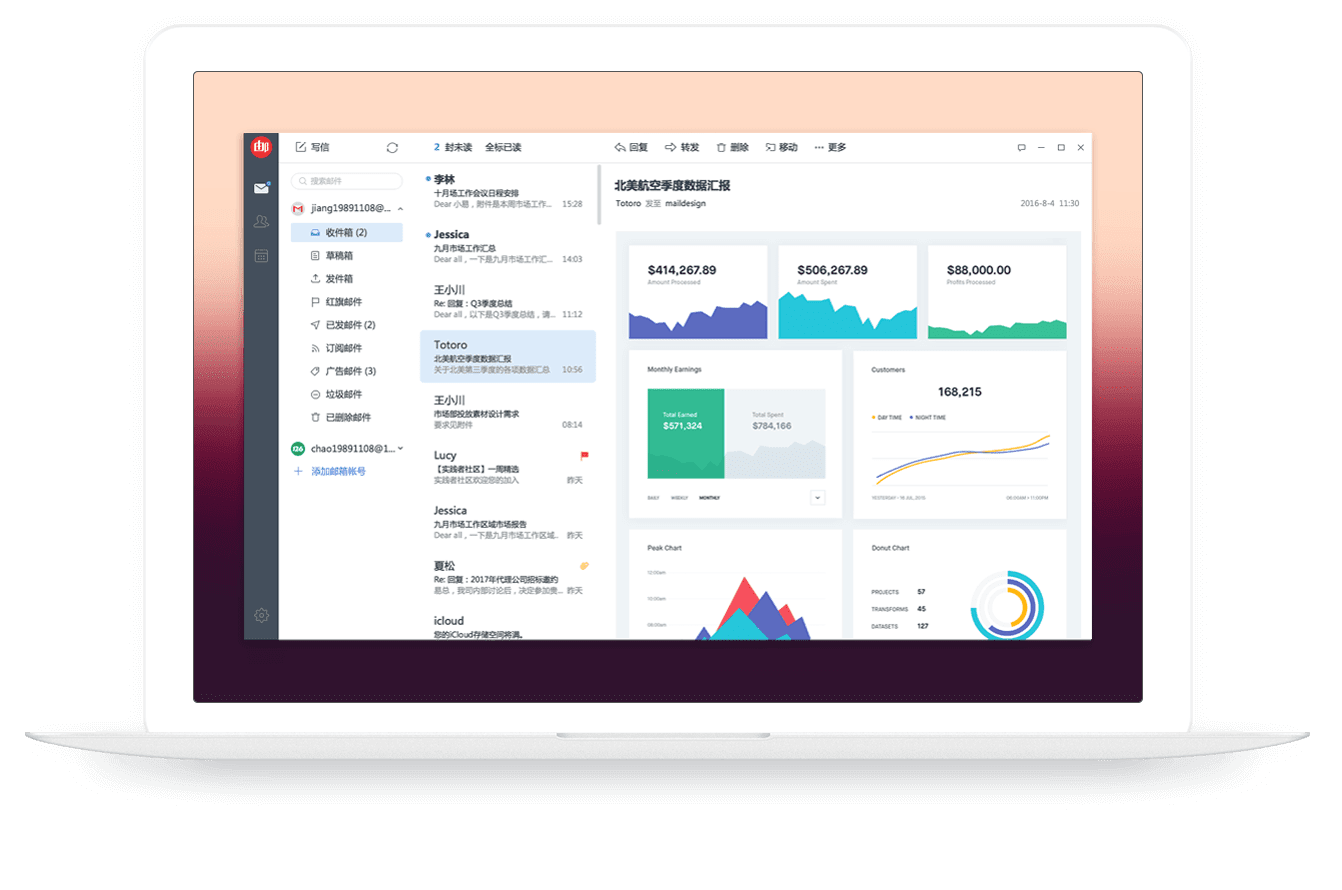 邮
写信
2 封未读 全标已读
回复 转发 删除 移动 ··· 更多
搜索邮件
jiang19891108@...
收件箱 (2)
草稿箱
发件箱
红旗邮件
已发邮件 (2)
订阅邮件
广告邮件 (3)
垃圾邮件
已删除邮件
126 chao19891108@1...
+ 添加邮箱帐号
李林
十月场工作会议日程安排
Dear 小易，附件是本周市场工作... 15:28
Jessica
九月市场工作汇总
Dear all，一下是九月市场工作汇... 14:03
王小川
Re: 回复：Q3季度总结
Dear all，以下是Q3季度总结，请... 11:12
Totoro
北美航空季度数据汇报
关于北美第三季度的各项数据汇总 10:56
王小川
市场部投放素材设计需求
要求见附件 08:14
Lucy
【实践者社区】一周精选
实践者社区欢迎您的加入 昨天
Jessica
九月市场工作区域市场报告
Dear all，一下是九月市场工作区域.. 昨天
夏松
Re: 回复：2017年代理公司招标邀约
易总，我司内部讨论后，决定参加贵... 昨天
icloud
您的iCloud存储空间将满。
北美航空季度数据汇报
Totoro 发至 maildesign 2016-8-4 11:30
$414,267.89
Amount Processed
$506,267.89
Amount Spent
$88,000.00
Profits Processed
Monthly Earnings
Total Earned
$571,324
Total Spent
$784,166
DAILY WEEKLY MONTHLY
Customers
168,215
DAY TIME NIGHT TIME
YESTERDAY • 18 JUL, 2015 08:00AM • 11:00PM
Peak Chart
12:00am
10:00am
08:00am
Donut Chart
PROJECTS 57
TRANSFORMS 45
DATASETS 127